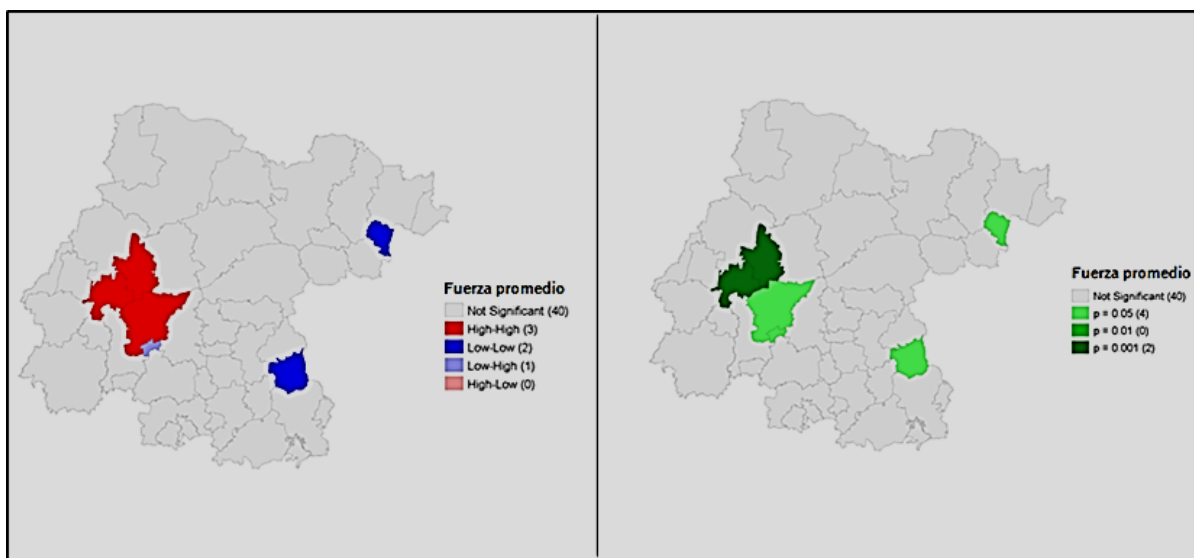 Fuerza promedio
Not Significant (40)
High-High (3)
Low-Low (2)
Low-High (1)
High-Low (0)
Fuerza promedio
Not Significant (40)
p = 0.05 (4)
p = 0.01 (0)
p = 0.001 (2)